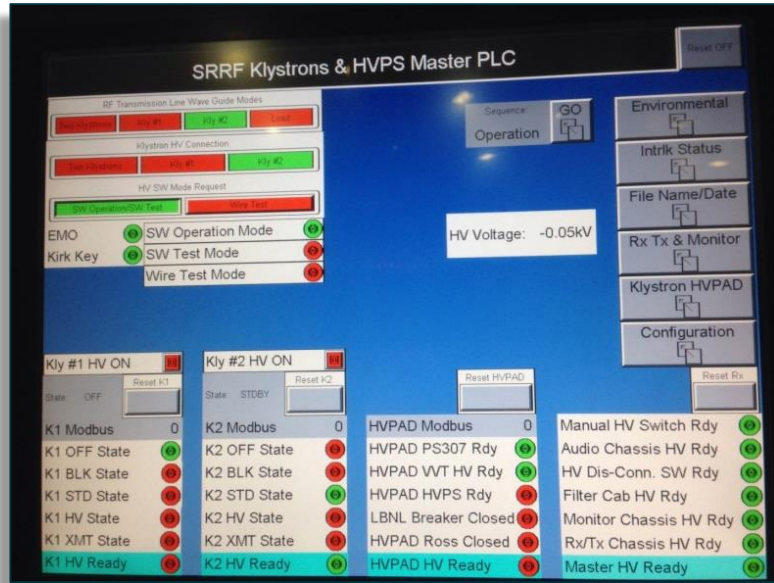 SRRF Klystrons & HVPS Master PLC
Reset OFF
RF Transmission Line Wave Guide Modes
Two Klystrons Kly #1 Kly #2 Load
Klystron HV Connection
Two Klystrons Kly #1 Kly #2
HV SW Mode Request
SW Operation/SW Test Wire Test
EMO SW Operation Mode
Kirk Key SW Test Mode
Wire Test Mode
Sequence:
Operation
GO
HV Voltage: -0.05kV
Environmental
Intrlk Status
File Name/Date
Rx Tx & Monitor
Klystron HVPAD
Configuration
Kly #1 HV ON
Reset K1
State: OFF
K1 Modbus 0
K1 OFF State
K1 BLK State
K1 STD State
K1 HV State
K1 XMT State
K1 HV Ready
Kly #2 HV ON
Reset K2
State: STDBY
K2 Modbus 0
K2 OFF State
K2 BLK State
K2 STD State
K2 HV State
K2 XMT State
K2 HV Ready
Reset HVPAD
HVPAD Modbus 0
HVPAD PS307 Rdy
HVPAD VVT HV Rdy
HVPAD HVPS Rdy
LBNL Breaker Closed
HVPAD Ross Closed
HVPAD HV Ready
Reset Rx
Manual HV Switch Rdy
Audio Chassis HV Rdy
HV Dis-Conn. SW Rdy
Filter Cab HV Rdy
Monitor Chassis HV Rdy
Rx/Tx Chassis HV Rdy
Master HV Ready